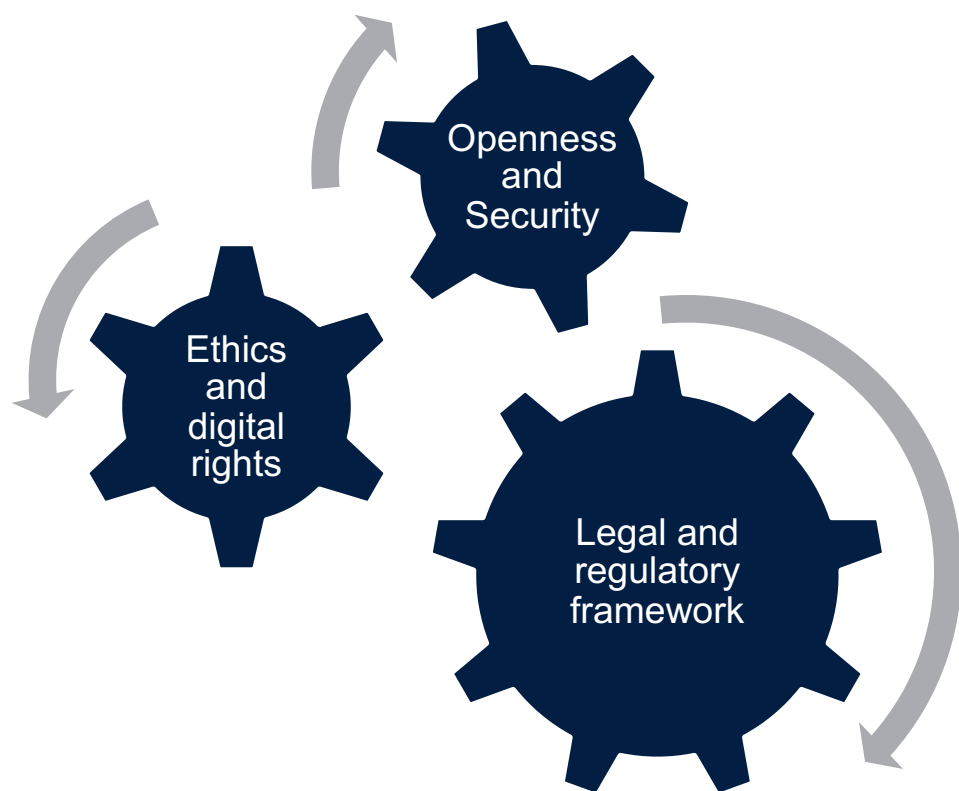 Openness
and
Security
Ethics
and
digital
rights
Legal and
regulatory
framework